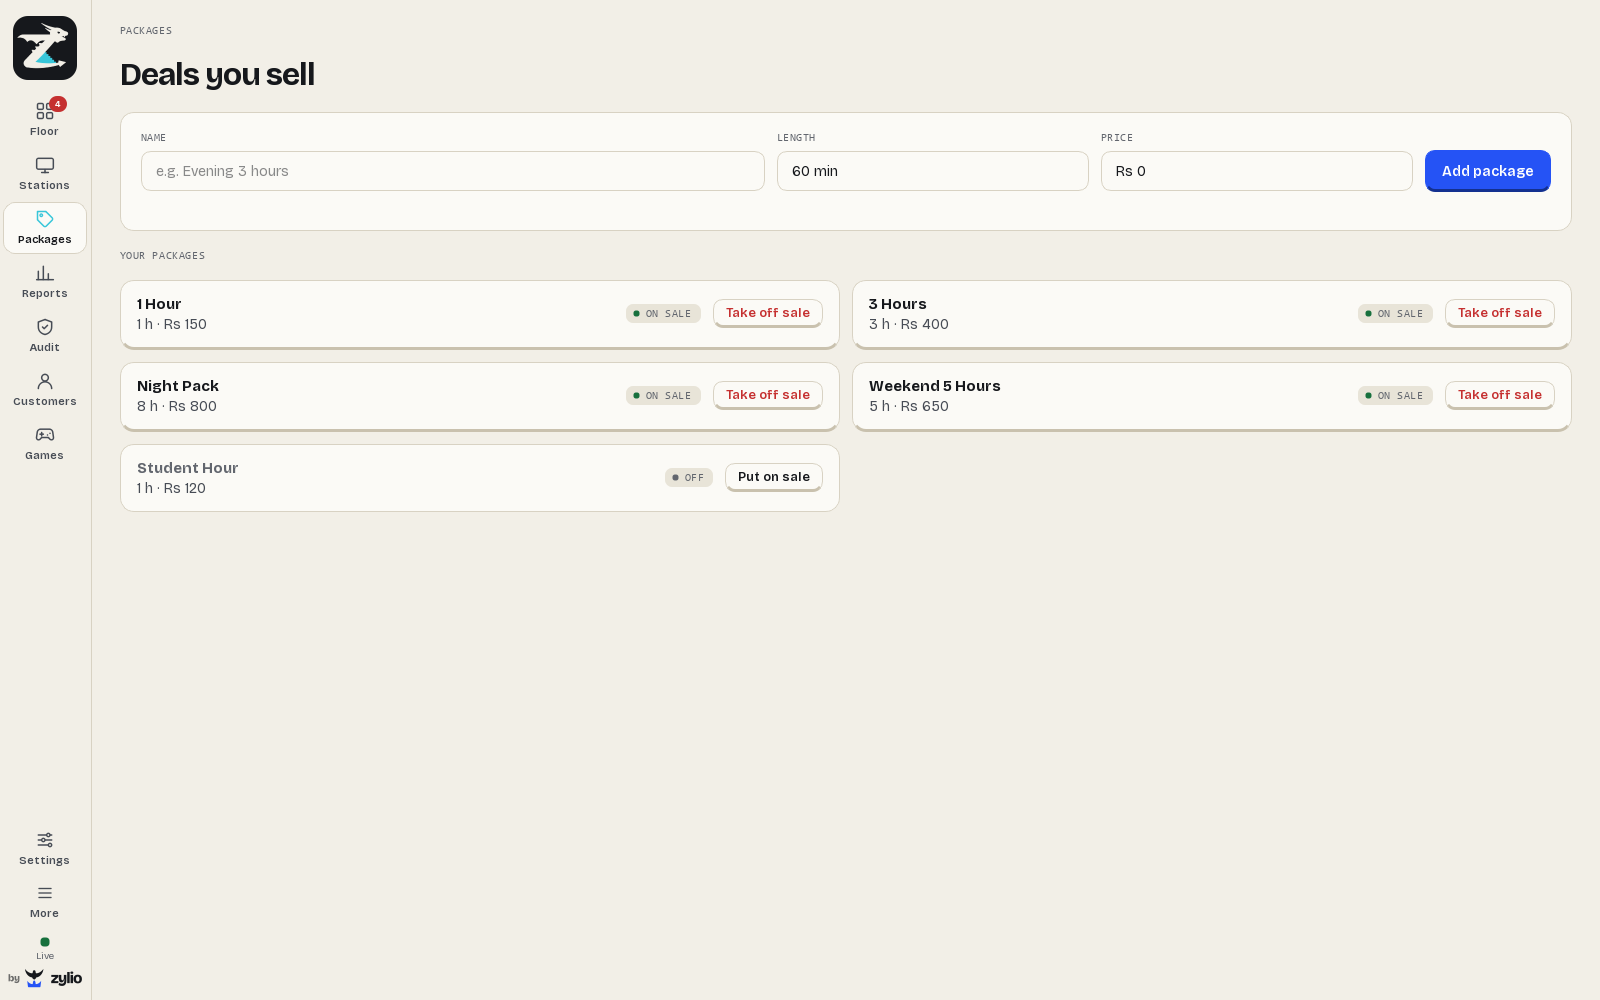 4
Floor
Stations
Packages
Reports
Audit
Customers
Games
Settings
More
Live
by zylio
PACKAGES
Deals you sell
NAME
LENGTH
PRICE
e.g. Evening 3 hours
60 min
Rs 0
Add package
YOUR PACKAGES
1 Hour
1 h · Rs 150
ON SALE
Take off sale
3 Hours
3 h · Rs 400
ON SALE
Take off sale
Night Pack
8 h · Rs 800
ON SALE
Take off sale
Weekend 5 Hours
5 h · Rs 650
ON SALE
Take off sale
Student Hour
1 h · Rs 120
OFF
Put on sale